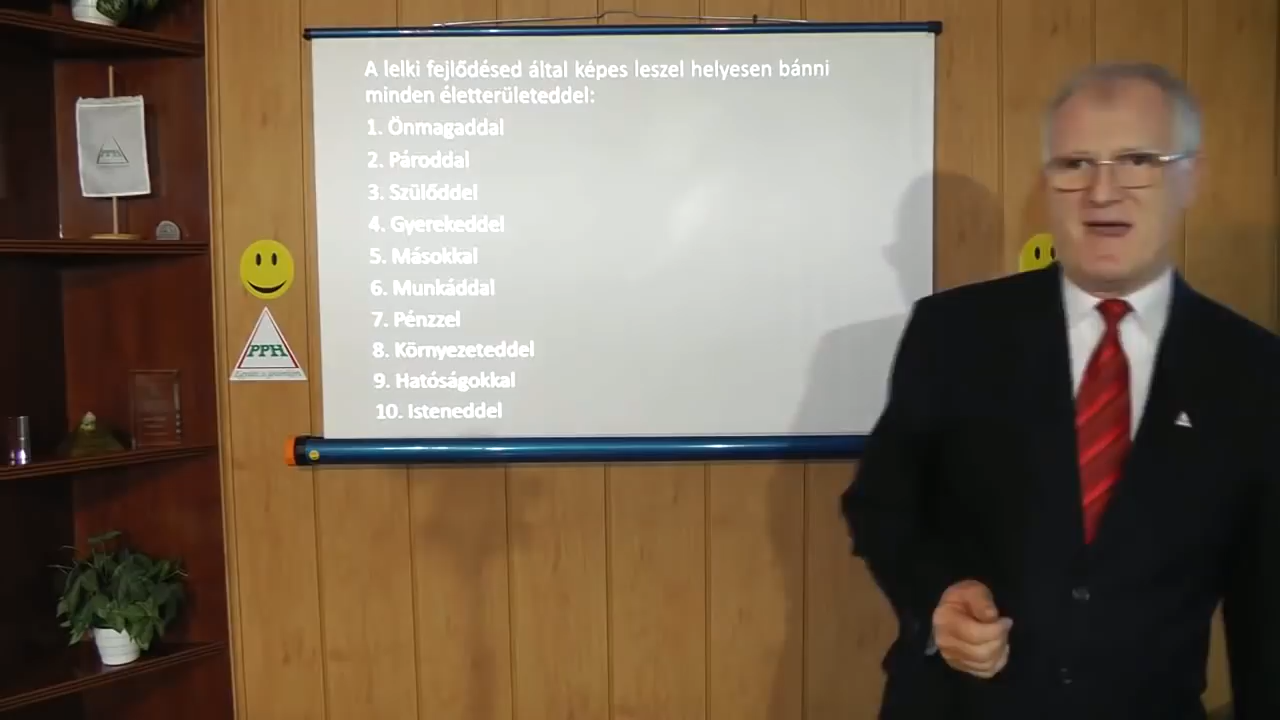 A lelki fejlődésed által képes leszel helyesen bánni
minden életterületeddel:
1. Önmagaddal
2. Pároddal
3. Szülőddel
4. Gyerekeddel
5. Másokkal
6. Munkáddal
7. Pénzzel
8. Környezeteddel
9. Hatóságokkal
10. Isteneddel
PPH
PPH